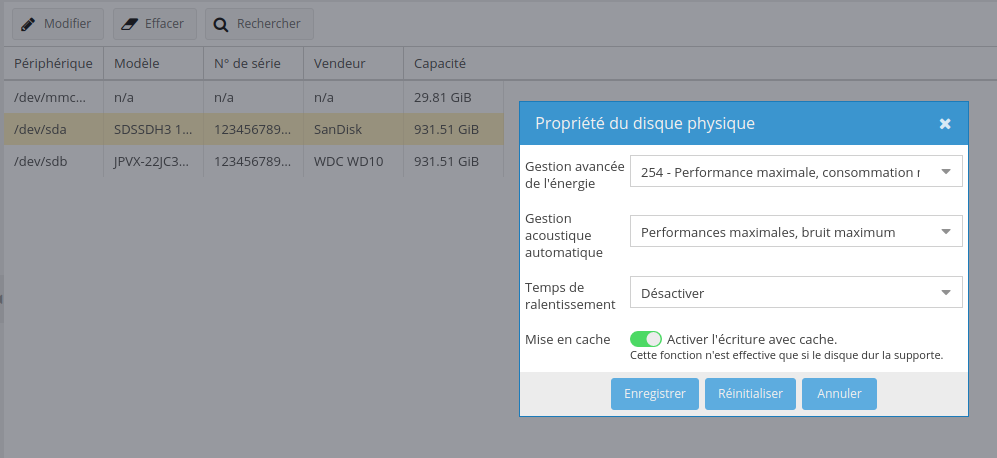 Modifier Effacer Rechercher
Périphérique Modèle N° de série Vendeur Capacité
/dev/mmc... n/a n/a n/a 29.81 GiB
/dev/sda SDSSDH3 1... 123456789... SanDisk 931.51 GiB
/dev/sdb JPVX-22JC3... 123456789... WDC WD10 931.51 GiB
Propriété du disque physique
Gestion avancée
de l'énergie
254 - Performance maximale, consommation
Gestion
acoustique
automatique
Performances maximales, bruit maximum
Temps de
ralentissement
Désactiver
Mise en cache
Activer l'écriture avec cache.
Cette fonction n'est effective que si le disque dur la supporte.
Enregistrer Réinitialiser Annuler